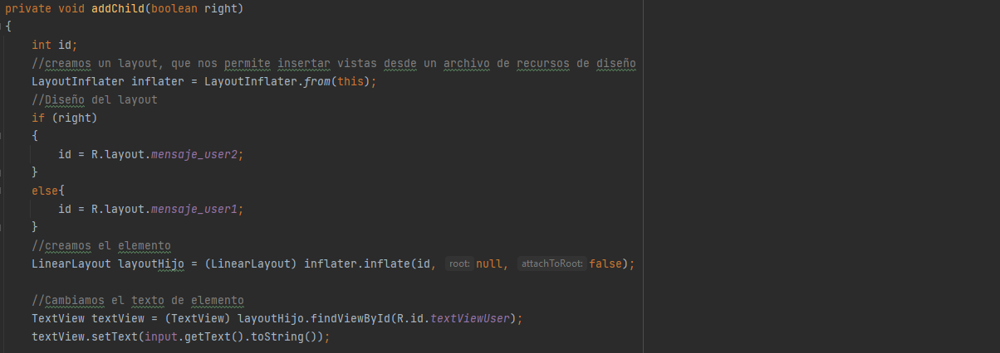 private void addChild(boolean right)
{
int id;
//creamos un layout, que nos permite insertar vistas desde un archivo de recursos de diseño
LayoutInflater inflater = LayoutInflater.from(this);
//Diseño del layout
if (right)
{
id = R.layout.mensaje_user2;
}
else{
id = R.layout.mensaje_user1;
}
//creamos el elemento
LinearLayout layoutHijo = (LinearLayout) inflater.inflate(id, root: null, attachToRoot: false);
//Cambiamos el texto de elemento
TextView textView = (TextView) layoutHijo.findViewById(R.id.textViewUser);
textView.setText(input.getText().toString());